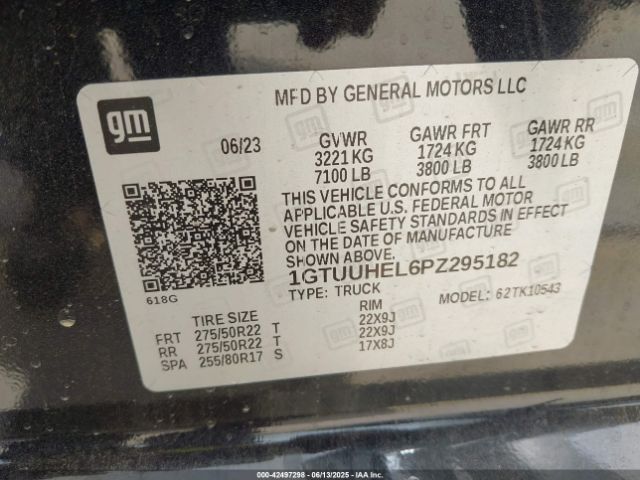 MFD BY GENERAL MOTORS LLC
gm
06/23 GVWR GAWR FRT GAWR RR
3221 KG 1724 KG 1724 KG
7100 LB 3800 LB 3800 LB
THIS VEHICLE CONFORMS TO ALL
APPLICABLE U.S. FEDERAL MOTOR
VEHICLE SAFETY STANDARDS IN EFFECT
ON THE DATE OF MANUFACTURE
SHOWN ABOVE.
1GTUUHEL6PZ295182
618G
TYPE: TRUCK MODEL: 62TK10543
TIRE SIZE RIM
FRT 275/50R22 T 22X9J
RR 275/50R22 T 22X9J
SPA 255/80R17 S 17X8J
000-42497298 - 06/13/2025 - IAA Inc.